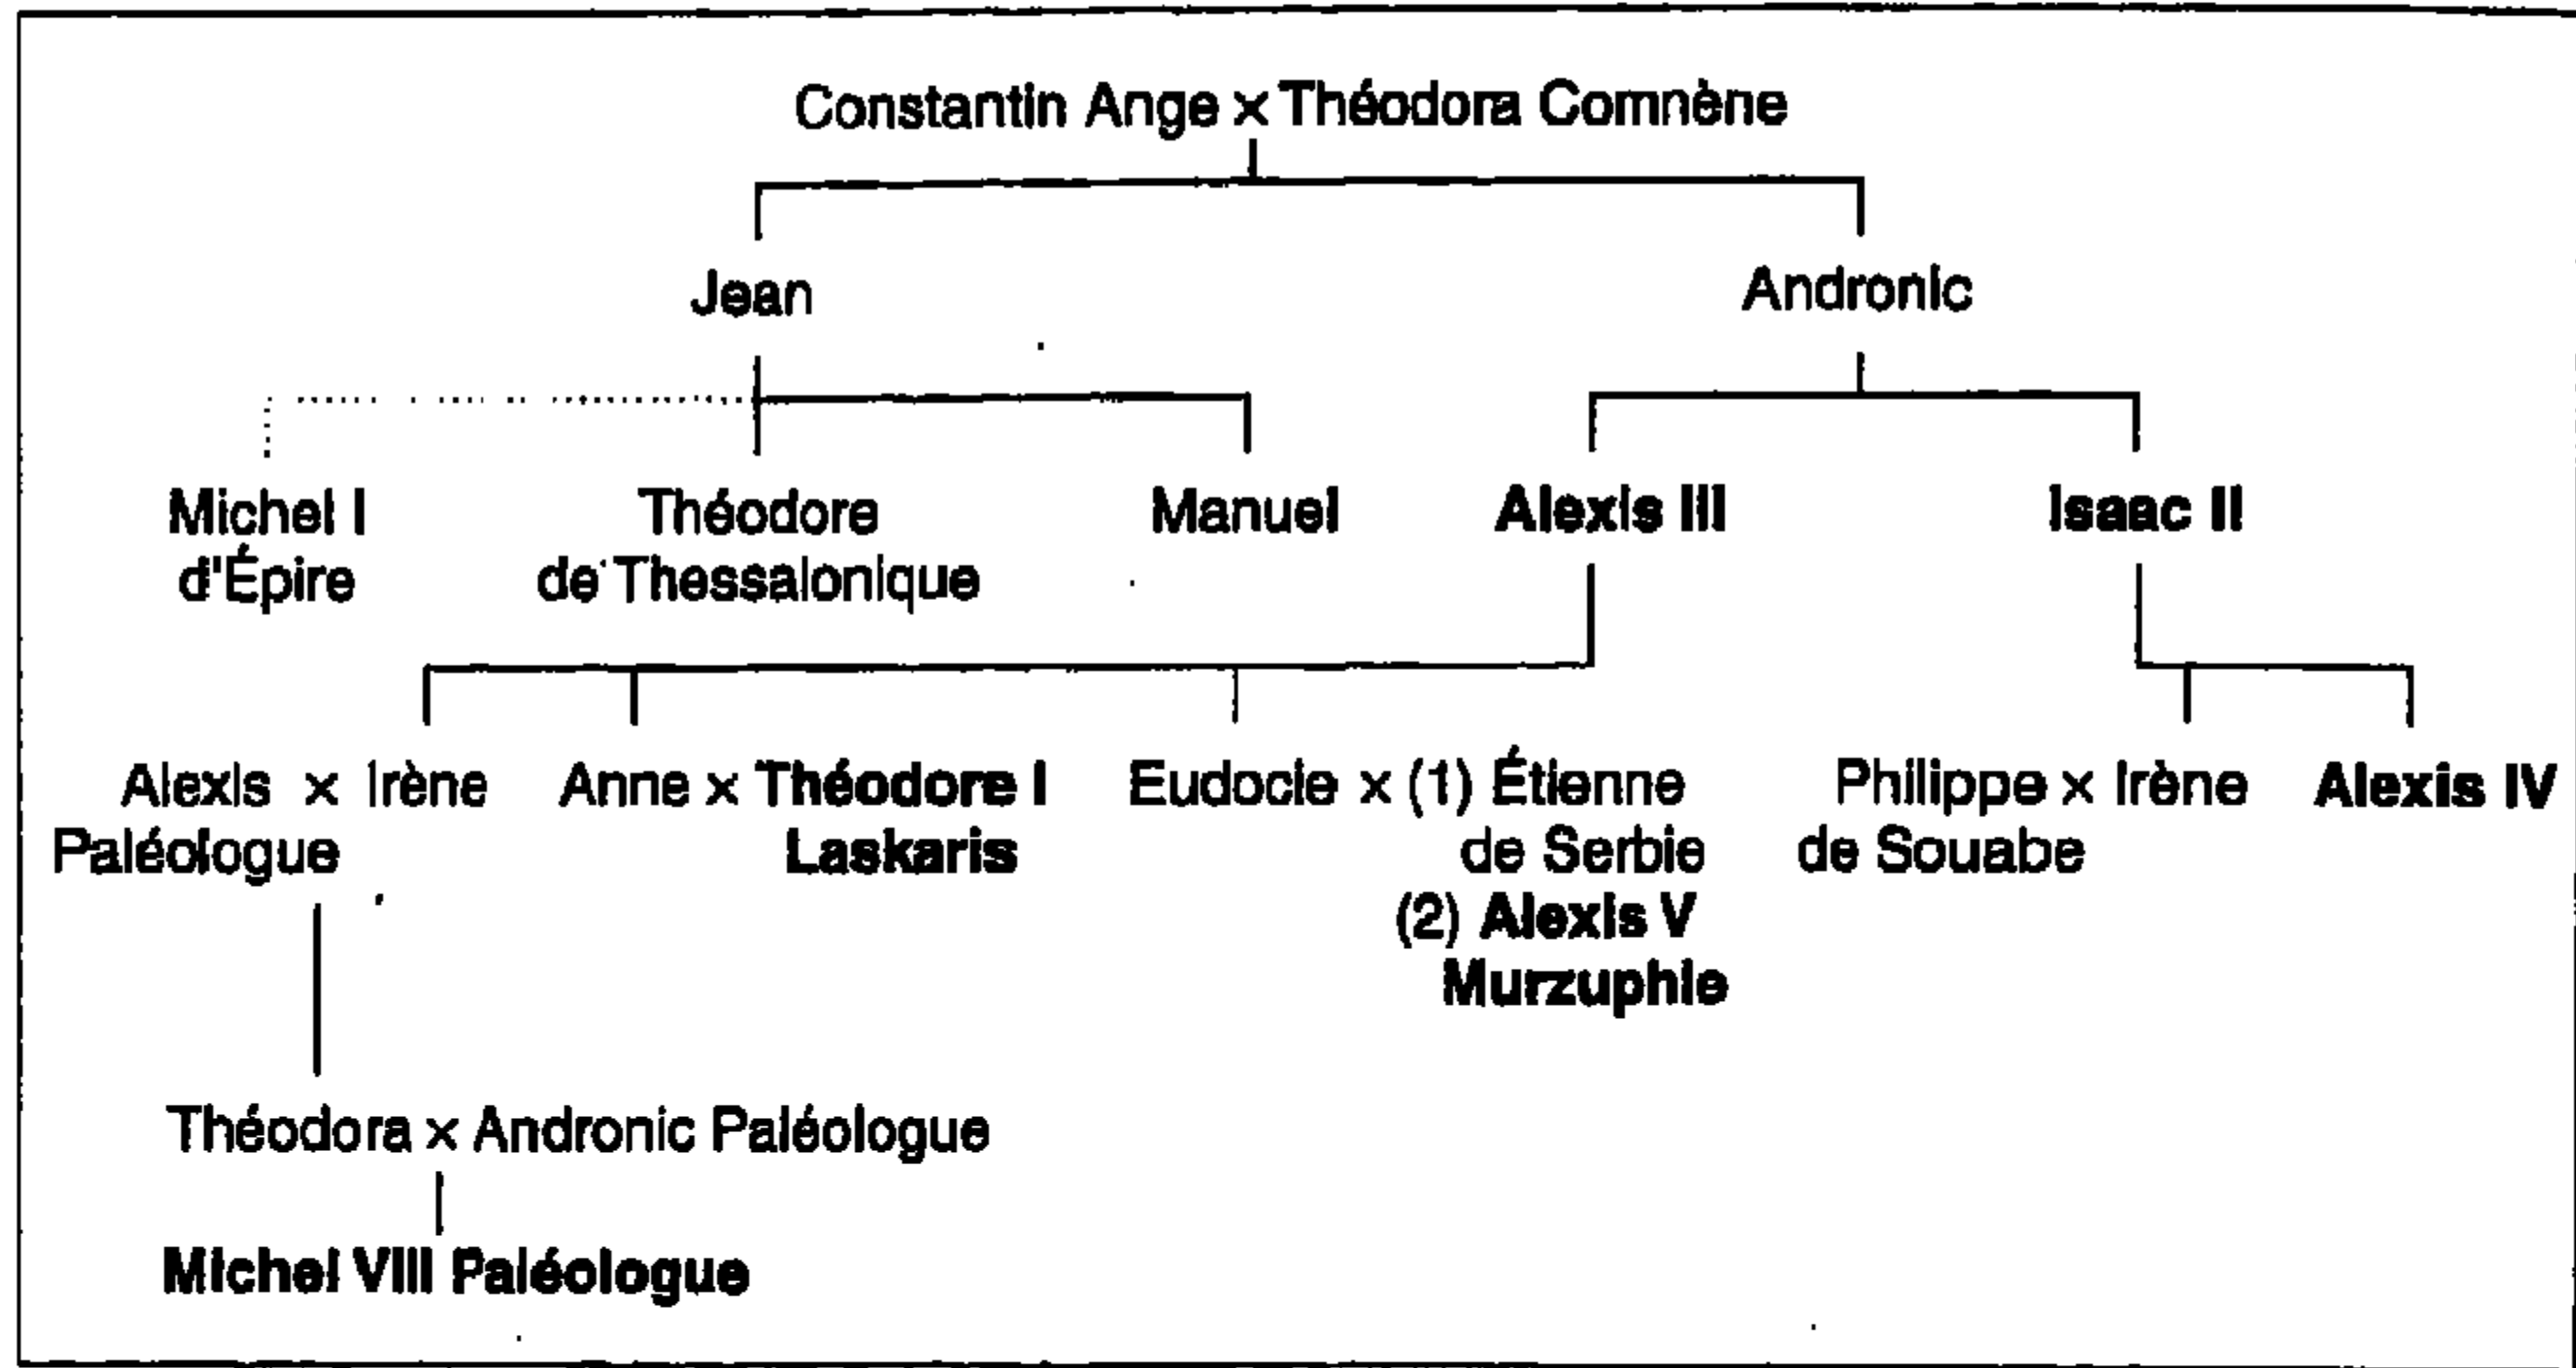 Constantin Ange × Théodora Comnène
Jean Andronic
Michel I Théodore Manuel Alexis III Isaac II
d'Épire de Thessalonique
Alexis × Irène Anne × Théodore I Eudocie × (1) Étienne Philippe × Irène Alexis IV
Paléologue Laskaris de Serbie de Souabe
(2) Alexis V
Murzuphle
Théodora × Andronic Paléologue
Michel VIII Paléologue